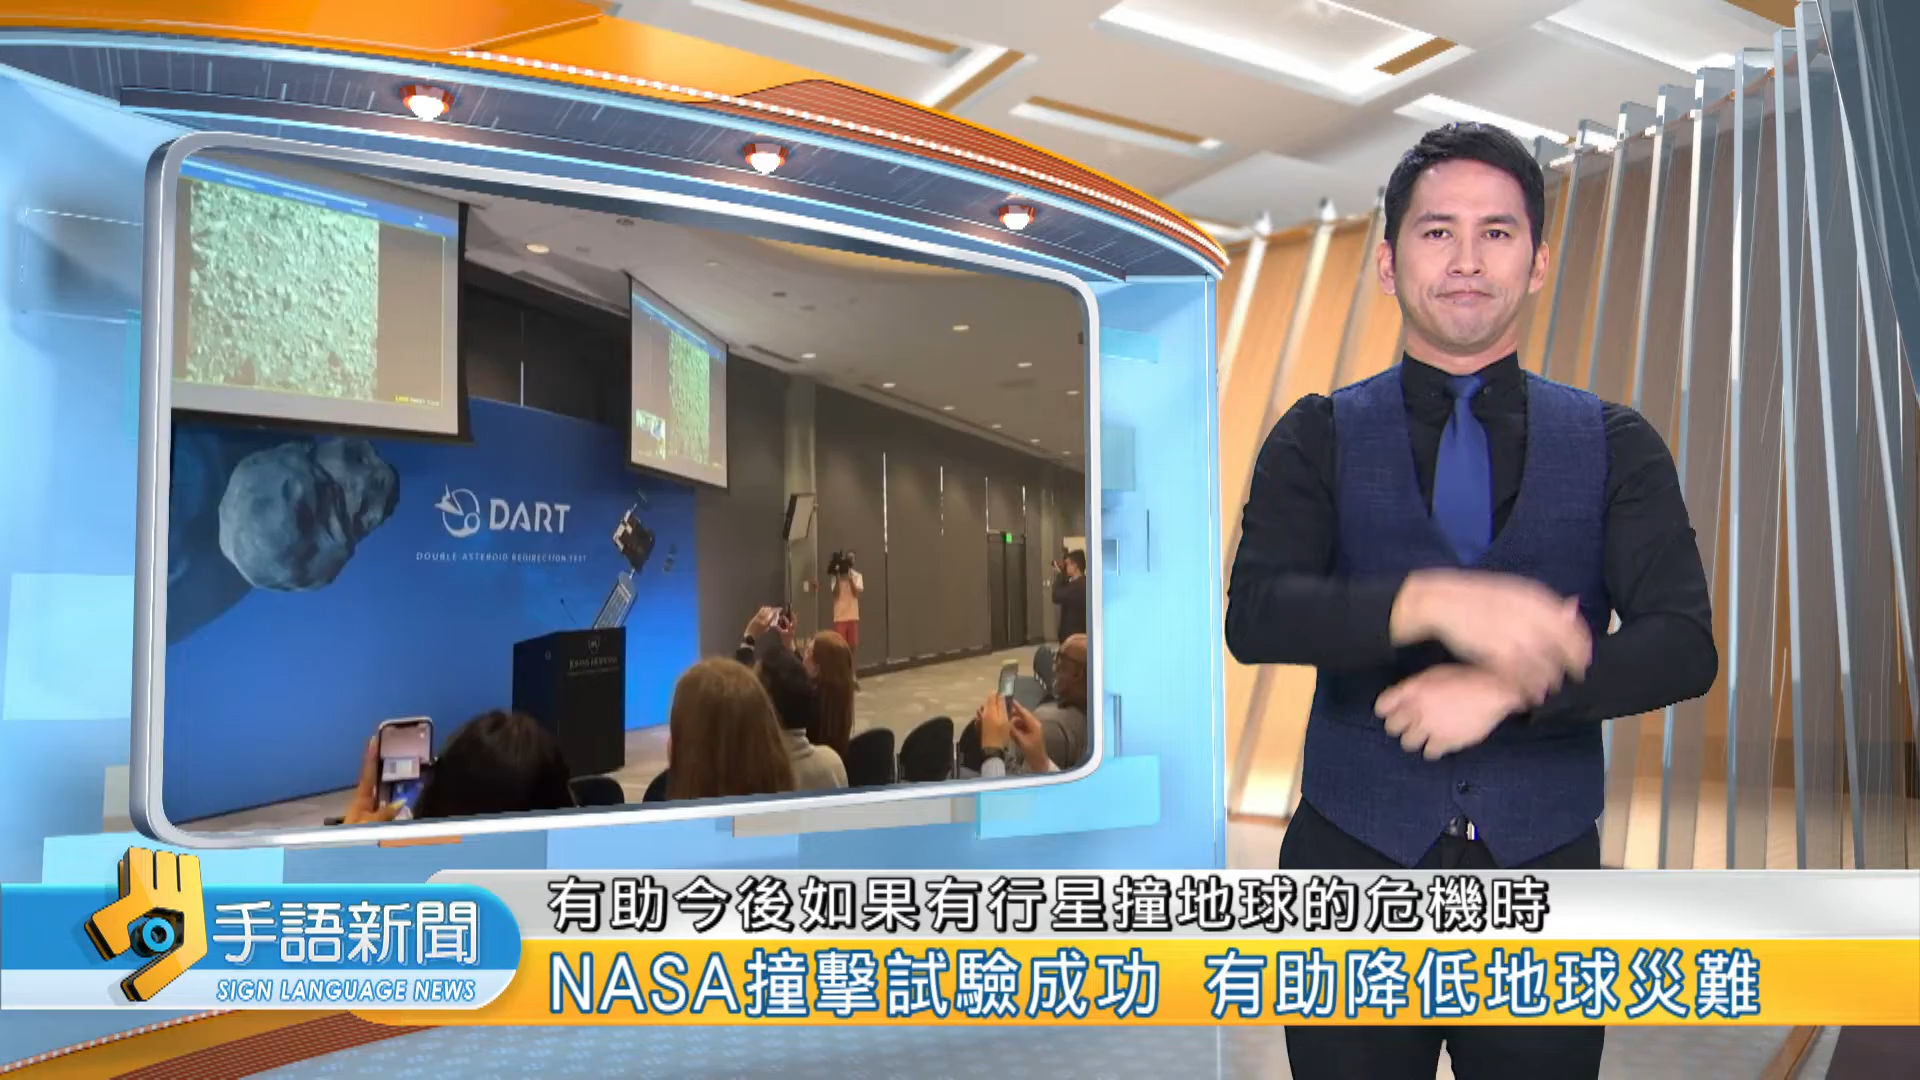 DART
DOUBLE ASTEROID REDIRECTION TEST
JOHNS HOPKINS
有助今後如果有行星撞地球的危機時
手語新聞
SIGN LANGUAGE NEWS
NASA撞擊試驗成功 有助降低地球災難